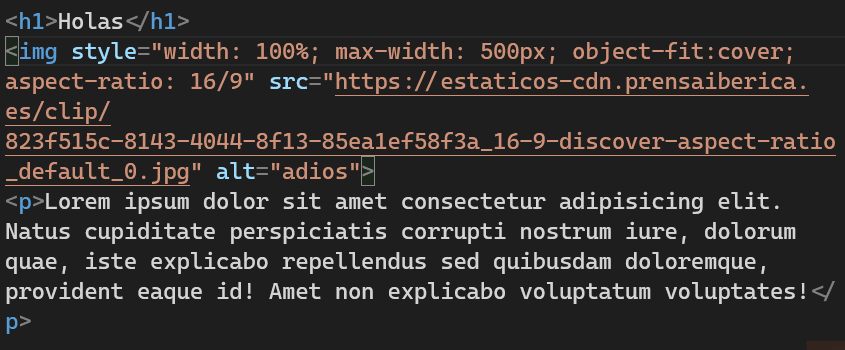 <h1>Holas</h1>
<img style="width: 100%; max-width: 500px; object-fit:cover;
aspect-ratio: 16/9" src="https://estaticos-cdn.prensaiberica.
es/clip/
823f515c-8143-4044-8f13-85ea1ef58f3a_16-9-discover-aspect-ratio
_default_0.jpg" alt="adios">
<p>Lorem ipsum dolor sit amet consectetur adipisicing elit.
Natus cupiditate perspiciatis corrupti nostrum iure, dolorum
quae, iste explicabo repellendus sed quibusdam doloremque,
provident eaque id! Amet non explicabo voluptatum voluptates!</
p>